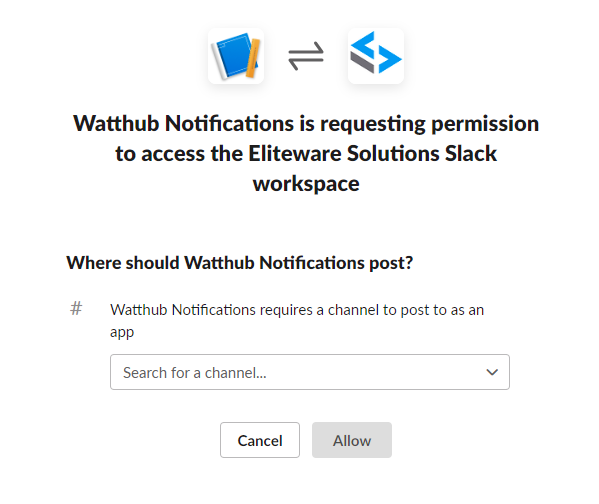 Watthub Notifications is requesting permission
to access the Eliteware Solutions Slack
workspace
Where should Watthub Notifications post?
# Watthub Notifications requires a channel to post to as an
app
Search for a channel...
Cancel Allow